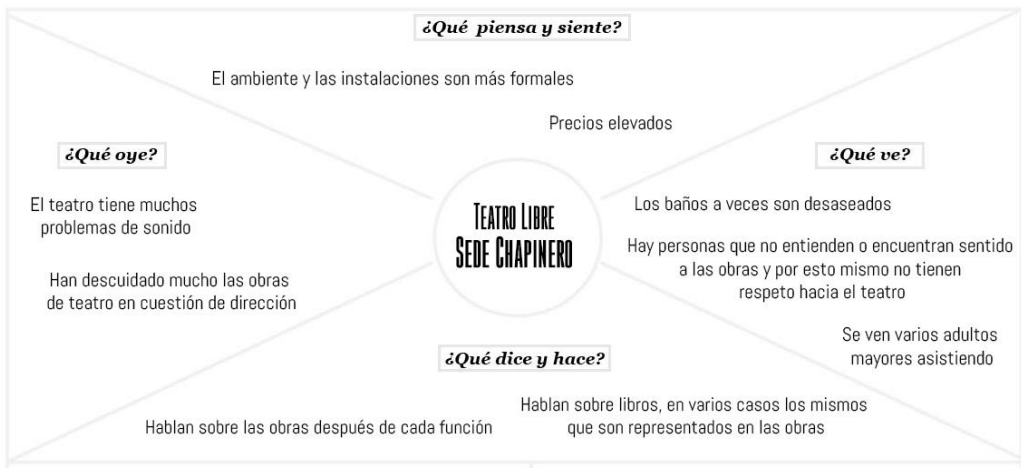 ¿Qué piensa y siente?
El ambiente y las instalaciones son más formales
Precios elevados
¿Qué oye?
El teatro tiene muchos
problemas de sonido
Han descuidado mucho las obras
de teatro en cuestión de dirección
TEATRO LIBRE
SEDE CHAPINERO
¿Qué ve?
Los baños a veces son desaseados
Hay personas que no entienden o encuentran sentido
a las obras y por esto mismo no tienen
respeto hacia el teatro
Se ven varios adultos
mayores asistiendo
¿Qué dice y hace?
Hablan sobre las obras después de cada función
Hablan sobre libros, en varios casos los mismos
que son representados en las obras